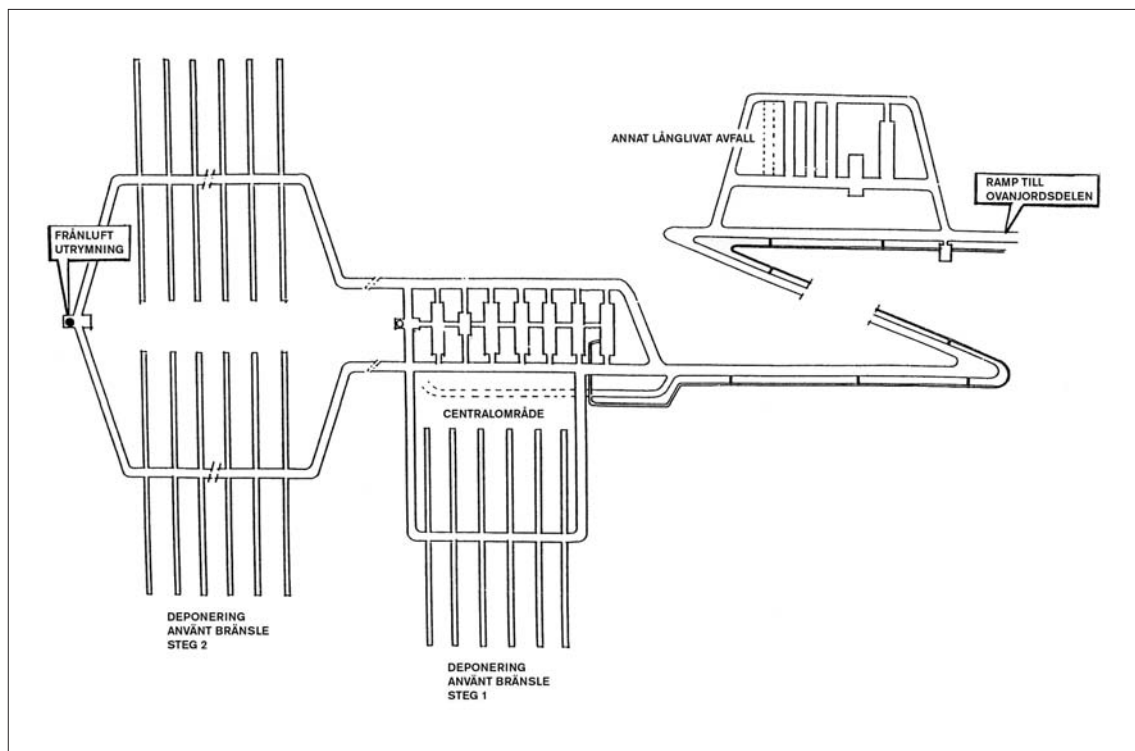 ANNAT LÅNGLIVAT AVFALL
RAMP TILL
OVANJORDSDELEN
FRÅNLUFT
UTRYMNING
CENTRALOMRÅDE
DEPONERING
ANVÄNT BRÄNSLE
STEG 2
DEPONERING
ANVÄNT BRÄNSLE
STEG 1